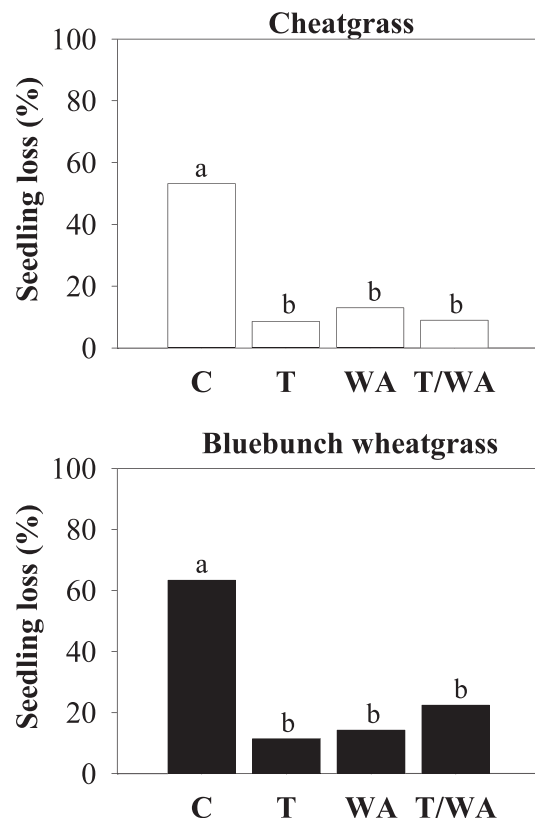 Cheatgrass
Seedling loss (%)
100
80
60
40
20
0
a
b
b
b
C T WA T/WA
Bluebunch wheatgrass
Seedling loss (%)
100
80
60
40
20
0
a
b
b
b
C T WA T/WA